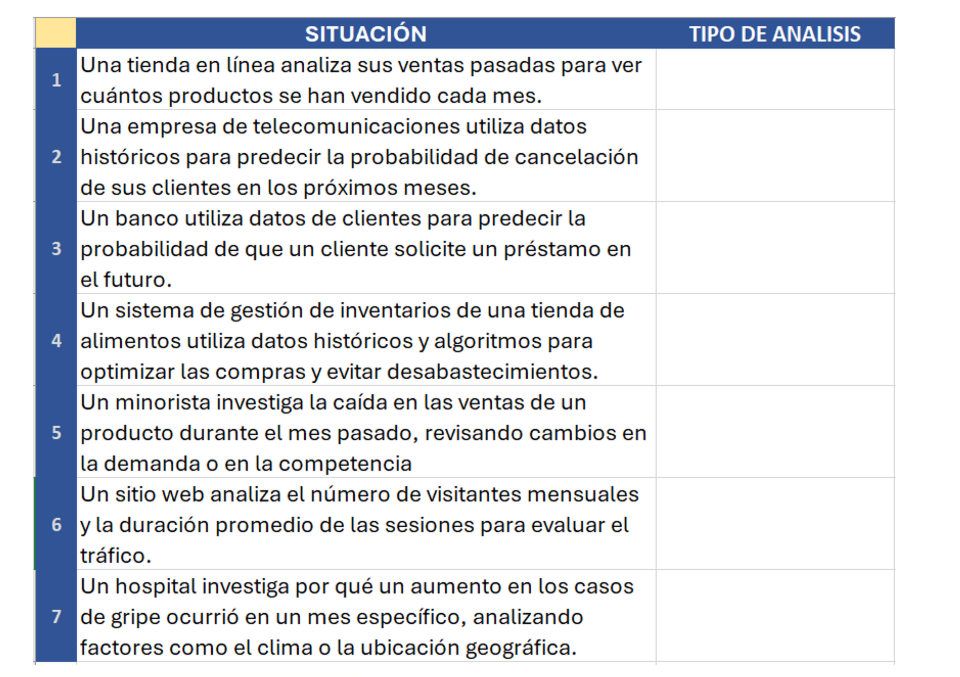 SITUACIÓN TIPO DE ANALISIS
1 Una tienda en línea analiza sus ventas pasadas para ver
cuántos productos se han vendido cada mes.
Una empresa de telecomunicaciones utiliza datos
2 históricos para predecir la probabilidad de cancelación
de sus clientes en los próximos meses.
Un banco utiliza datos de clientes para predecir la
3 probabilidad de que un cliente solicite un préstamo en
el futuro.
Un sistema de gestión de inventarios de una tienda de
4 alimentos utiliza datos históricos y algoritmos para
optimizar las compras y evitar desabastecimientos.
Un minorista investiga la caída en las ventas de un
5 producto durante el mes pasado, revisando cambios en
la demanda o en la competencia
Un sitio web analiza el número de visitantes mensuales
6 y la duración promedio de las sesiones para evaluar el
tráfico.
Un hospital investiga por qué un aumento en los casos
7 de gripe ocurrió en un mes específico, analizando
factores como el clima o la ubicación geográfica.